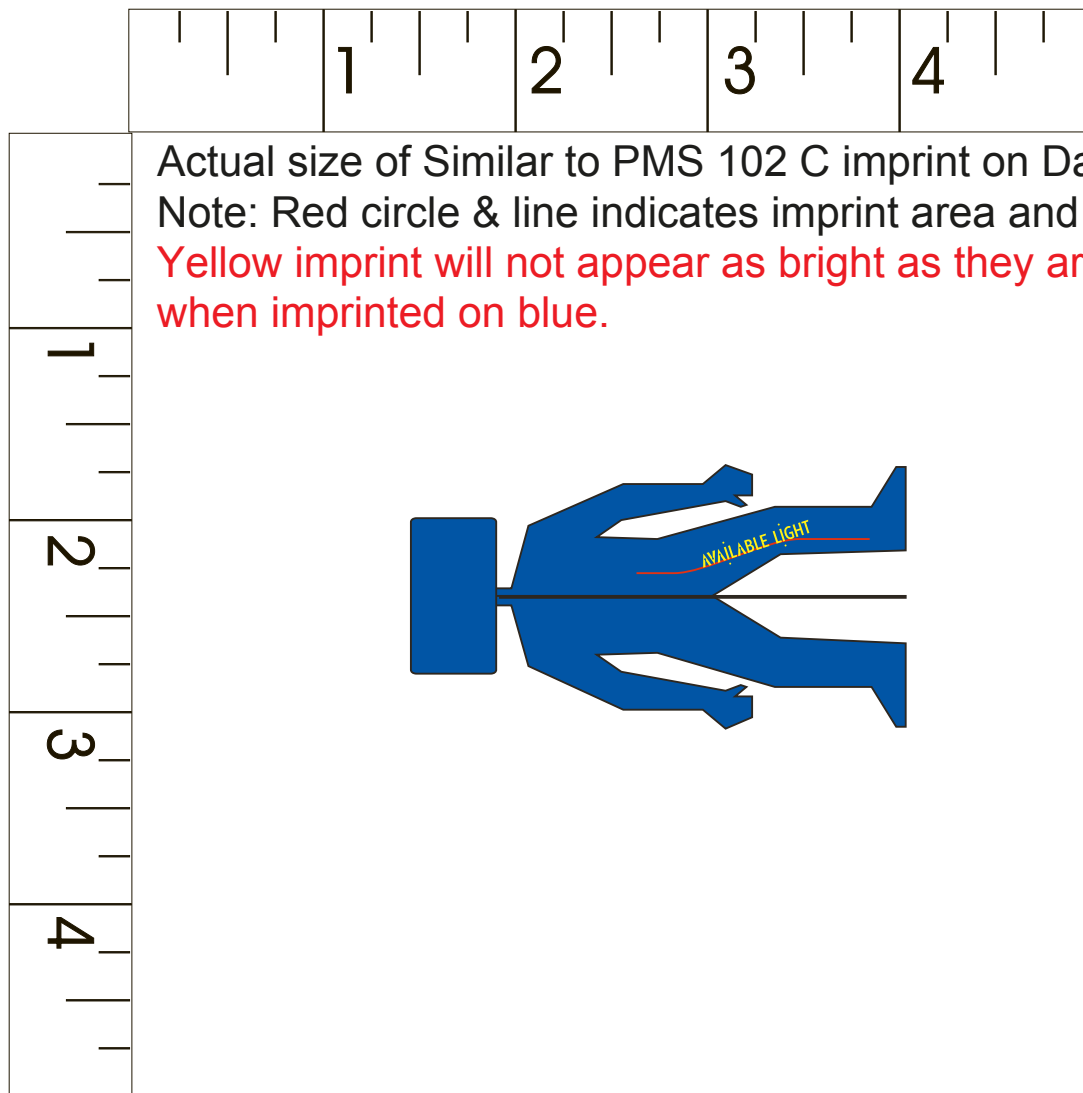 1 2 3 4
Actual size of Similar to PMS 102 C imprint on Da
Note: Red circle & line indicates imprint area and
Yellow imprint will not appear as bright as they ar
when imprinted on blue.
1
2
AVAILABLE LIGHT
3
4